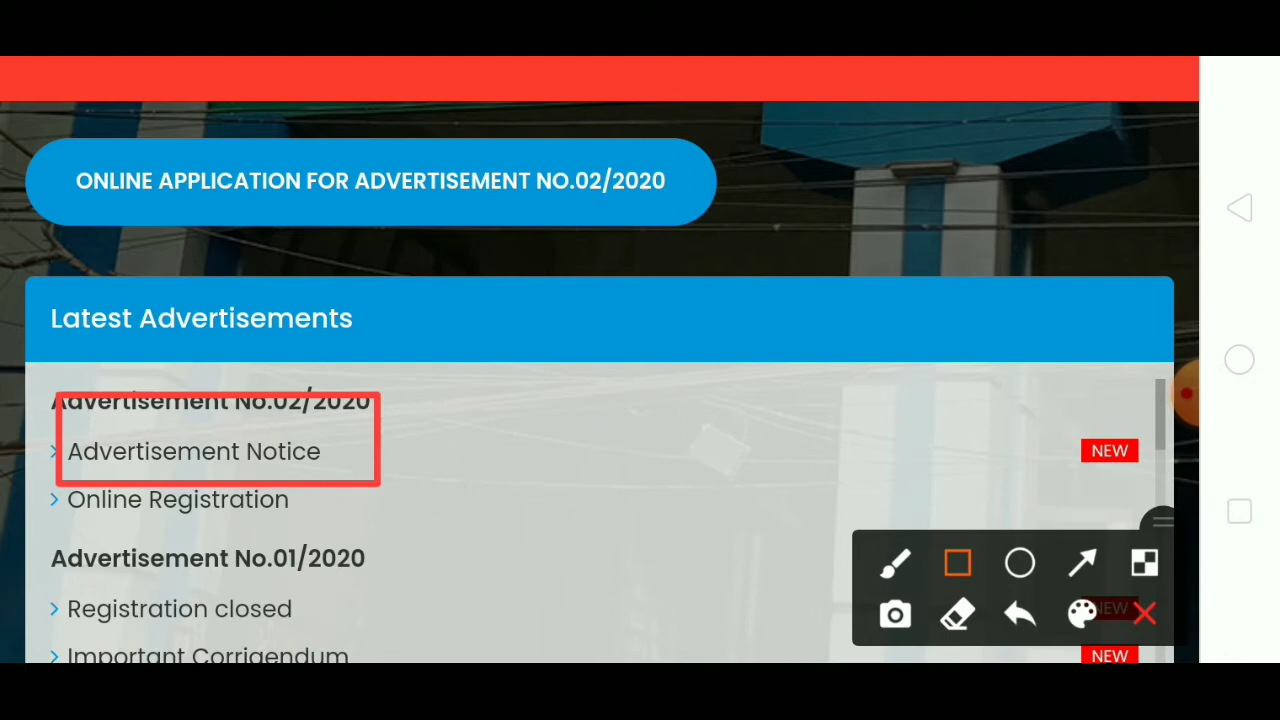 ONLINE APPLICATION FOR ADVERTISEMENT NO.02/2020
Latest Advertisements
Advertisement No.02/2020
Advertisement Notice NEW
Online Registration
Advertisement No.01/2020
Registration closed NEW
Important Corrigendum NEW